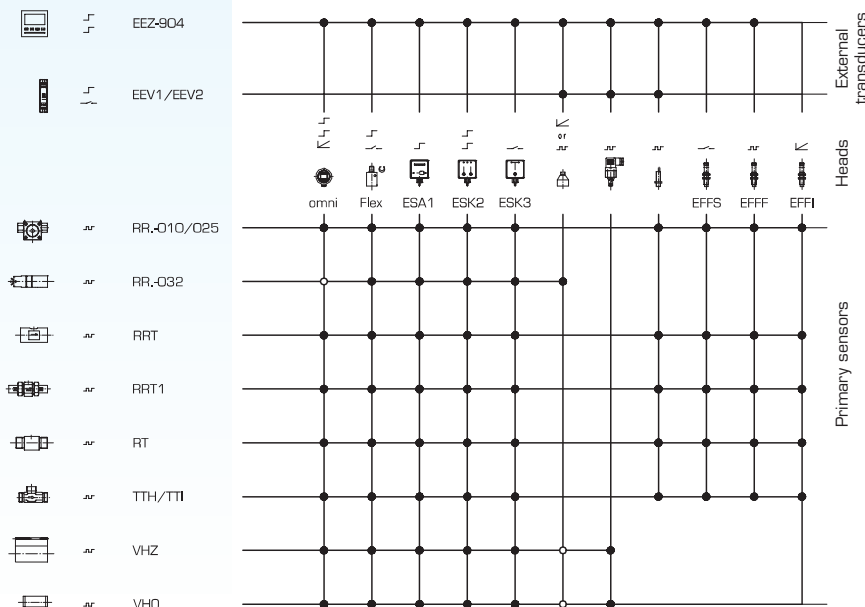 EEZ-904
External
transducers
EEV1/EEV2
or
Heads
omni Flex ESA1 ESK2 ESK3 EFFS EFFF EFFI
RR.-010/025
RR.-032
RRT
Primary sensors
RRT1
RT
TTH/TTI
VHZ
VHO